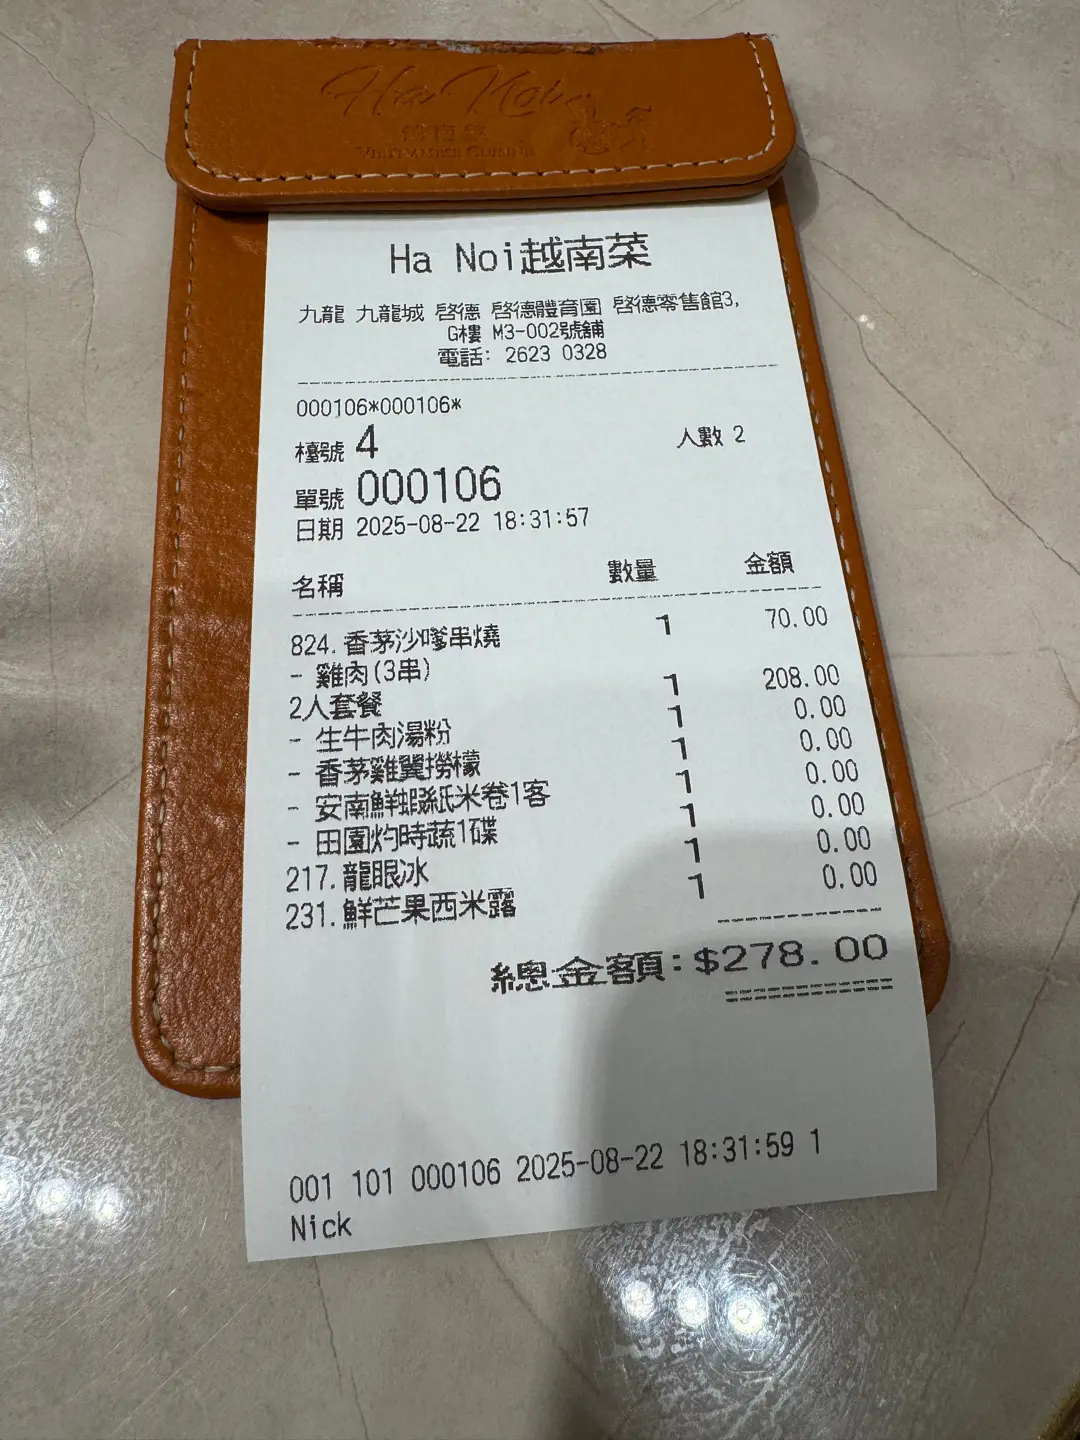 Ha Noi
越南菜
VIETNAMESE CUISINE
Ha Noi越南菜
九龍 九龍城 啓德 啓德體育園 啓德零售館3,
G樓 M3-002號舖
電話: 2623 0328
000106*000106*
檯號 4 人數 2
單號 000106
日期 2025-08-22 18:31:57
名稱 數量 金額
824.香茅沙嗲串燒 1 70.00
- 雞肉(3串)
2人套餐 1 208.00
- 生牛肉湯粉 1 0.00
- 香茅雞翼撈檬 1 0.00
- 安南鮮蝦紙米卷1客 1 0.00
- 田園灼時蔬1碟 1 0.00
217.龍眼冰 1 0.00
231.鮮芒果西米露 1 0.00
總金額:$278.00
001 101 000106 2025-08-22 18:31:59 1
Nick